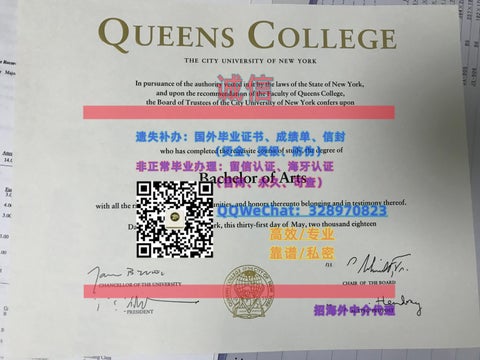 QUEENS COLLEGE
THE CITY UNIVERSITY OF NEW YORK
In pursuance of the authority vested in it by the laws of the State of New York,
诚信
and upon the recommendation of the Faculty of Queens College,
the Board of Trustees of the City University of New York confers upon
遗失补办：国外毕业证书、成绩单、信封
who has completed the requisite course of study, the degree of
非正常毕业办理：留信认证、海牙认证
Bachelor of Arts
with all the
and honors thereto belonging and in testimony thereof.
QQWeChat：328970823
this thirty-first day of May, two thousand eighteen
高效/专业
靠谱/私密
CHANCELLOR OF THE UNIVERSITY
CHAIR OF THE BOARD
PRESIDENT
招海外中介代理